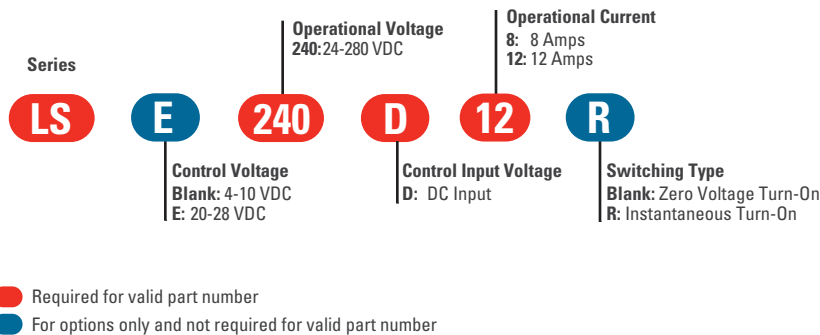 Series
Operational Voltage
240:24-280 VDC
Operational Current
8: 8 Amps
12: 12 Amps
LS E 240 D 12 R
Control Voltage
Blank: 4-10 VDC
E: 20-28 VDC
Control Input Voltage
D: DC Input
Switching Type
Blank: Zero Voltage Turn-On
R: Instantaneous Turn-On
Required for valid part number
For options only and not required for valid part number